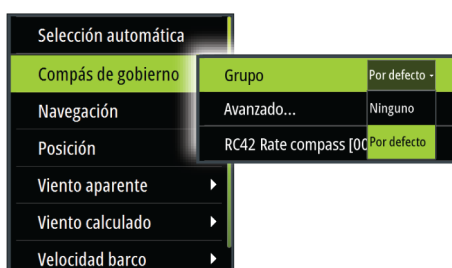 Selección automática
Compás de gobierno
Navegación
Posición
Viento aparente
Viento calculado
Velocidad barco
Grupo
Por defecto
Avanzado...
Ninguno
RC42 Rate compass [00
Por defecto